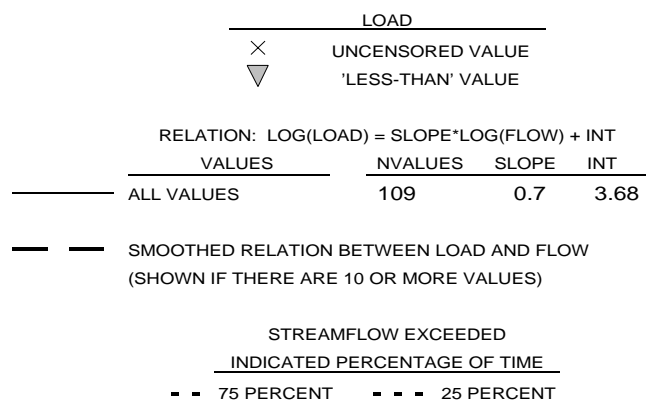 LOAD
UNCENSORED VALUE
'LESS-THAN' VALUE
RELATION: LOG(LOAD) = SLOPE*LOG(FLOW) + INT
VALUES NVALUES SLOPE INT
ALL VALUES 109 0.7 3.68
SMOOTHED RELATION BETWEEN LOAD AND FLOW
(SHOWN IF THERE ARE 10 OR MORE VALUES)
STREAMFLOW EXCEEDED
INDICATED PERCENTAGE OF TIME
75 PERCENT 25 PERCENT